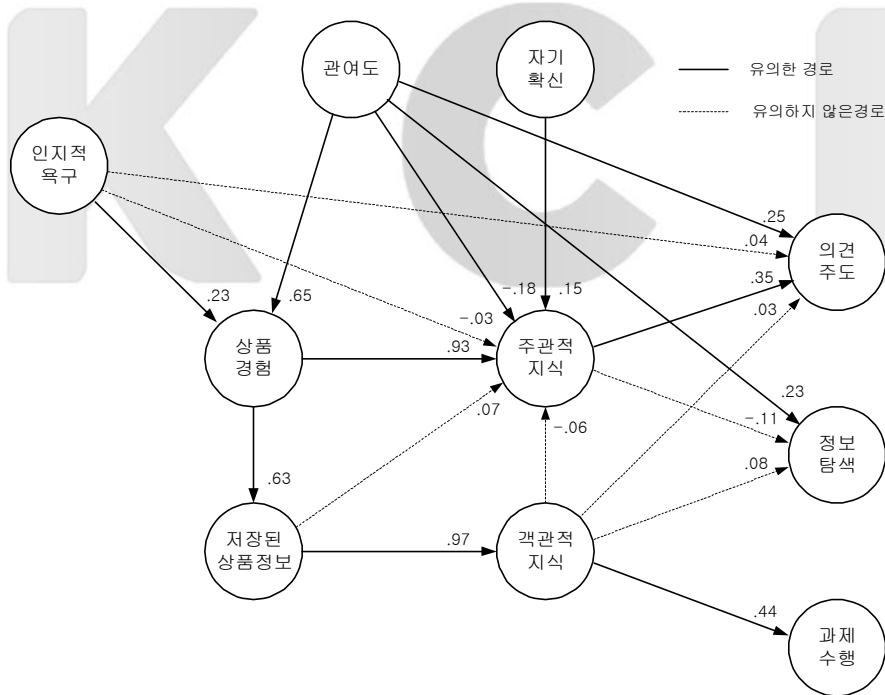 관여도
자기
확신
유의한 경로
유의하지 않은경로
인지적
욕구
.25
.04
의견
주도
.23
.65
-.18
.15
.35
.03
-.03
상품
경험
.93
주관적
지식
.07
-.06
.23
-.11
정보
탐색
.08
.63
저장된
상품정보
.97
객관적
지식
.44
과제
수행
K C I